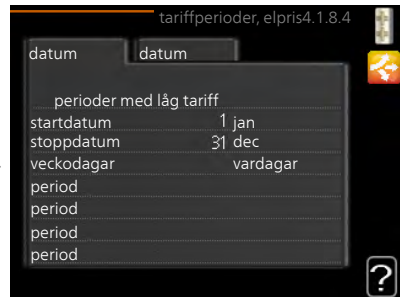 tariffperioder, elpris4.1.8.4
datum datum
perioder med låg tariff
startdatum 1 jan
stoppdatum 31 dec
veckodagar vardagar
period
period
period
period
?